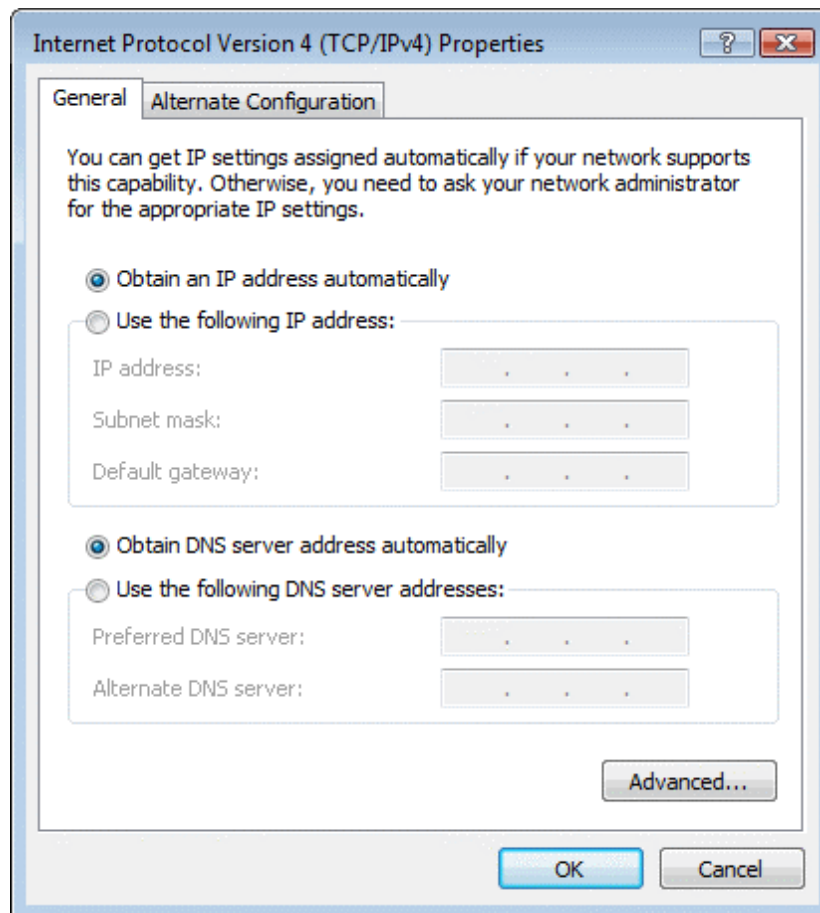 Internet Protocol Version 4 (TCP/IPv4) Properties
?
General
Alternate Configuration
You can get IP settings assigned automatically if your network supports
this capability. Otherwise, you need to ask your network administrator
for the appropriate IP settings.
Obtain an IP address automatically
Use the following IP address:
IP address:
Subnet mask:
Default gateway:
Obtain DNS server address automatically
Use the following DNS server addresses:
Preferred DNS server:
Alternate DNS server:
Advanced...
OK
Cancel